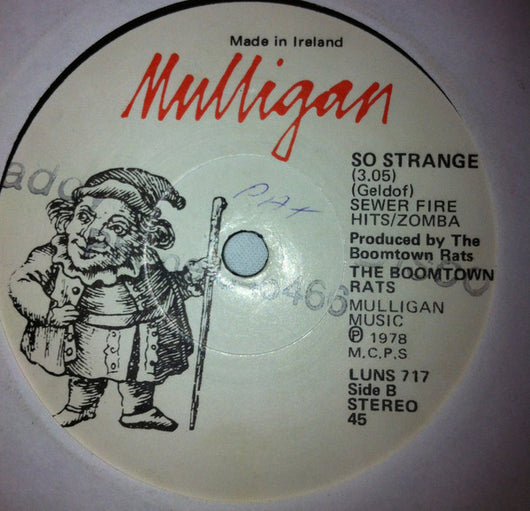 Made in Ireland
Mulligan
SO STRANGE
(3.05)
(Geldof)
SEWER FIRE
HITS/ZOMBA
Produced by The
Boomtown Rats
THE BOOMTOWN
RATS
MULLIGAN
MUSIC
℗ 1978
M.C.P.S
LUNS 717
Side B
STEREO
45
PAT